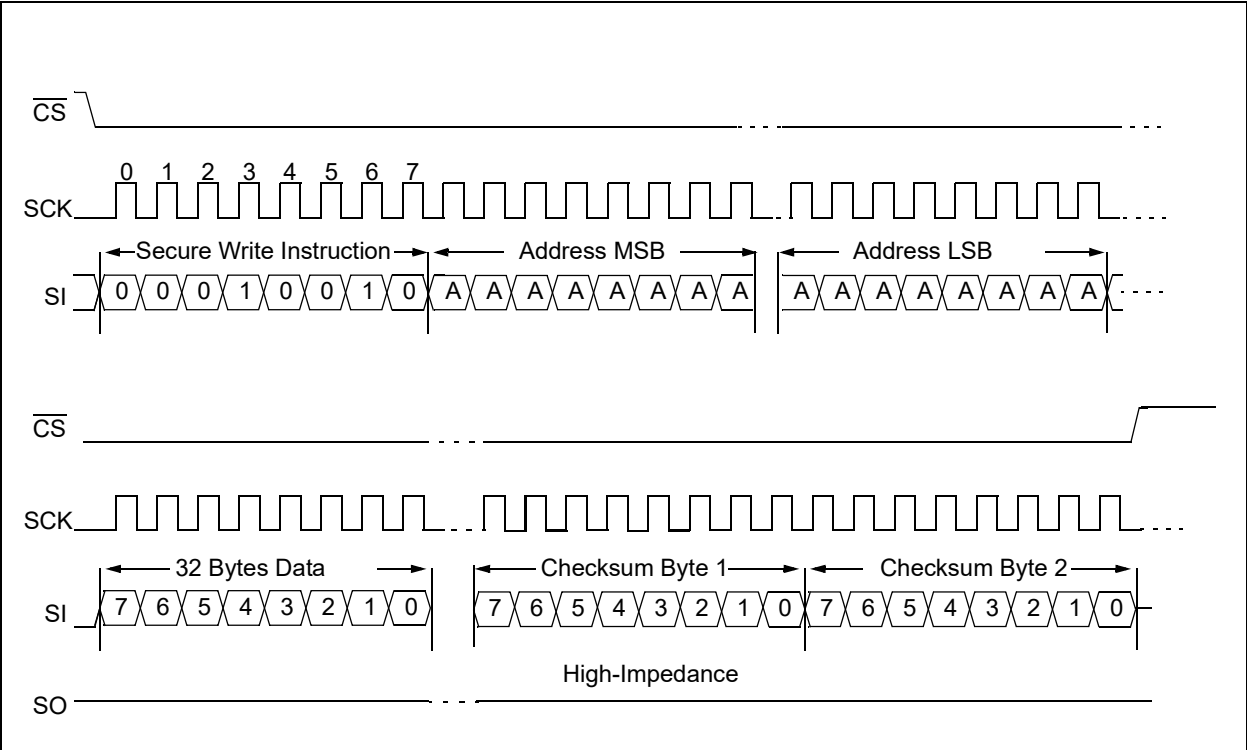 CS
0 1 2 3 4 5 6 7
SCK
Secure Write Instruction Address MSB Address LSB
SI 0 0 0 1 0 0 1 0 A A A A A A A A A A A A A A A A
CS
SCK
32 Bytes Data Checksum Byte 1 Checksum Byte 2
SI 7 6 5 4 3 2 1 0 7 6 5 4 3 2 1 0 7 6 5 4 3 2 1 0
High-Impedance
SO